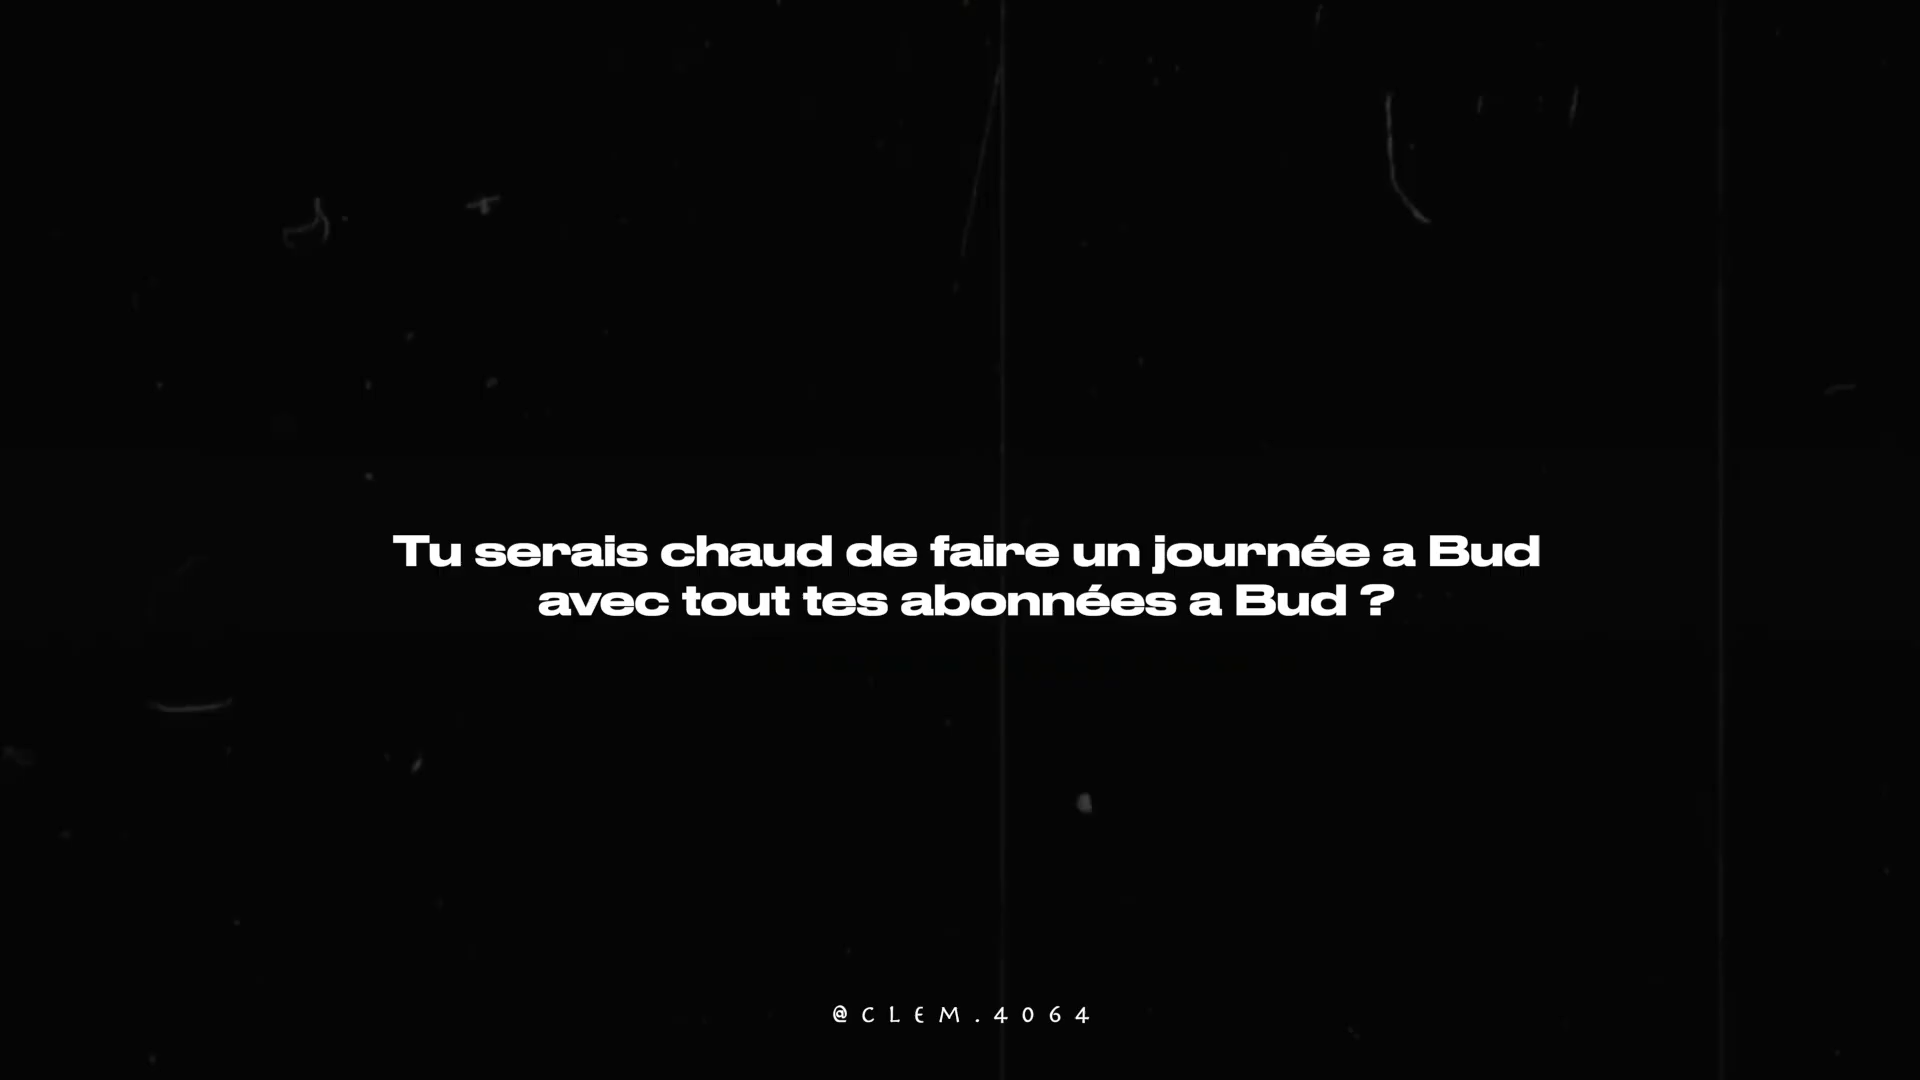 Tu serais chaud de faire un journée a Bud
avec tout tes abonnées a Bud ?
@CLEM.4064